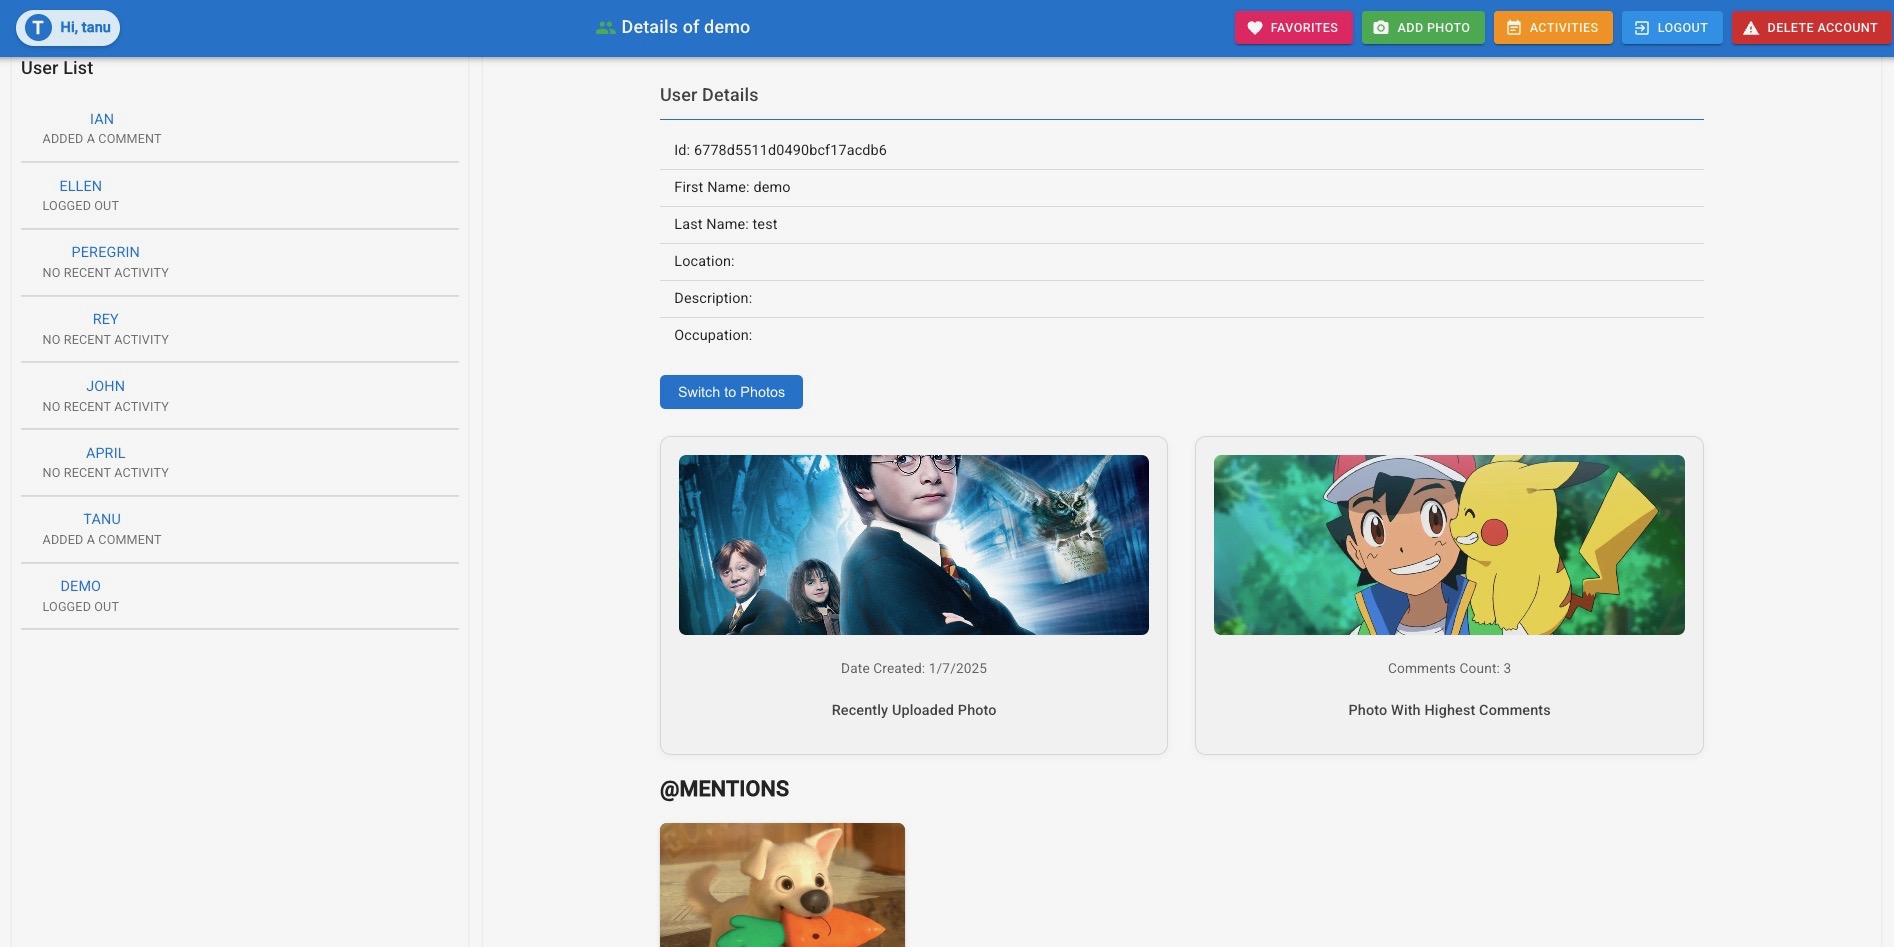 T Hi, tanu
Details of demo
FAVORITES
ADD PHOTO
ACTIVITIES
LOGOUT
DELETE ACCOUNT
User List
IAN
ADDED A COMMENT
ELLEN
LOGGED OUT
PEREGRIN
NO RECENT ACTIVITY
REY
NO RECENT ACTIVITY
JOHN
NO RECENT ACTIVITY
APRIL
NO RECENT ACTIVITY
TANU
ADDED A COMMENT
DEMO
LOGGED OUT
User Details
Id: 6778d5511d0490bcf17acdb6
First Name: demo
Last Name: test
Location:
Description:
Occupation:
Switch to Photos
Date Created: 1/7/2025
Recently Uploaded Photo
Comments Count: 3
Photo With Highest Comments
@MENTIONS